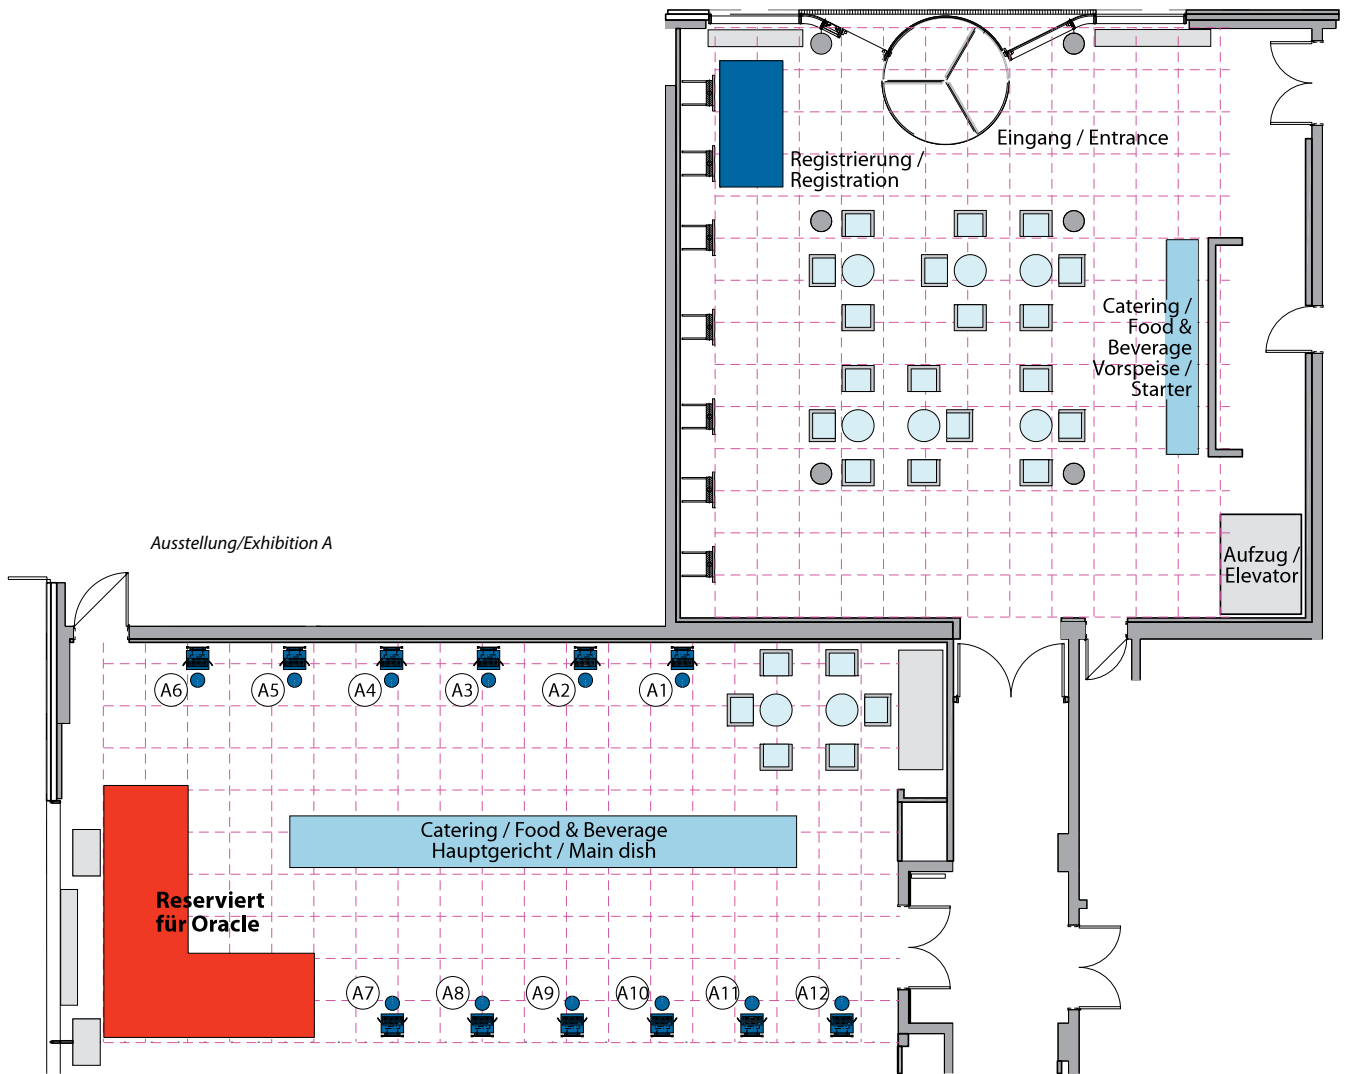 Eingang / Entrance
Registrierung /
Registration
Catering /
Food &
Beverage
Vorspeise /
Starter
Aufzug /
Elevator
Ausstellung/Exhibition A
A6
A5
A4
A3
A2
A1
Catering / Food & Beverage
Hauptgericht / Main dish
Reserviert
für Oracle
A7
A8
A9
A10
A11
A12